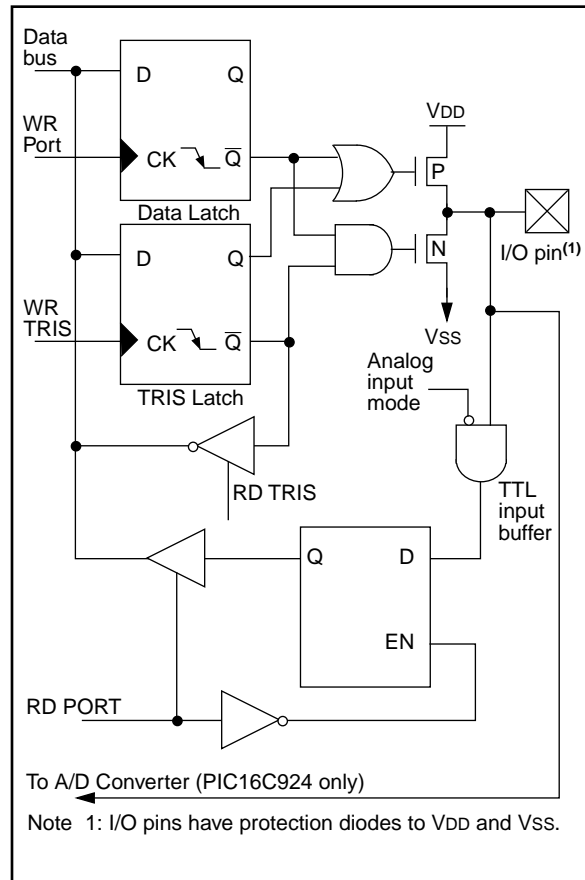 Data
bus
D Q
WR
Port
CK Q̅
Data Latch
VDD
P
I/O pin(1)
D Q
N
WR
TRIS
CK Q̅
TRIS Latch
VSS
Analog
input
mode
RD TRIS
TTL
input
buffer
Q D
EN
RD PORT
To A/D Converter (PIC16C924 only)
Note 1: I/O pins have protection diodes to VDD and VSS.